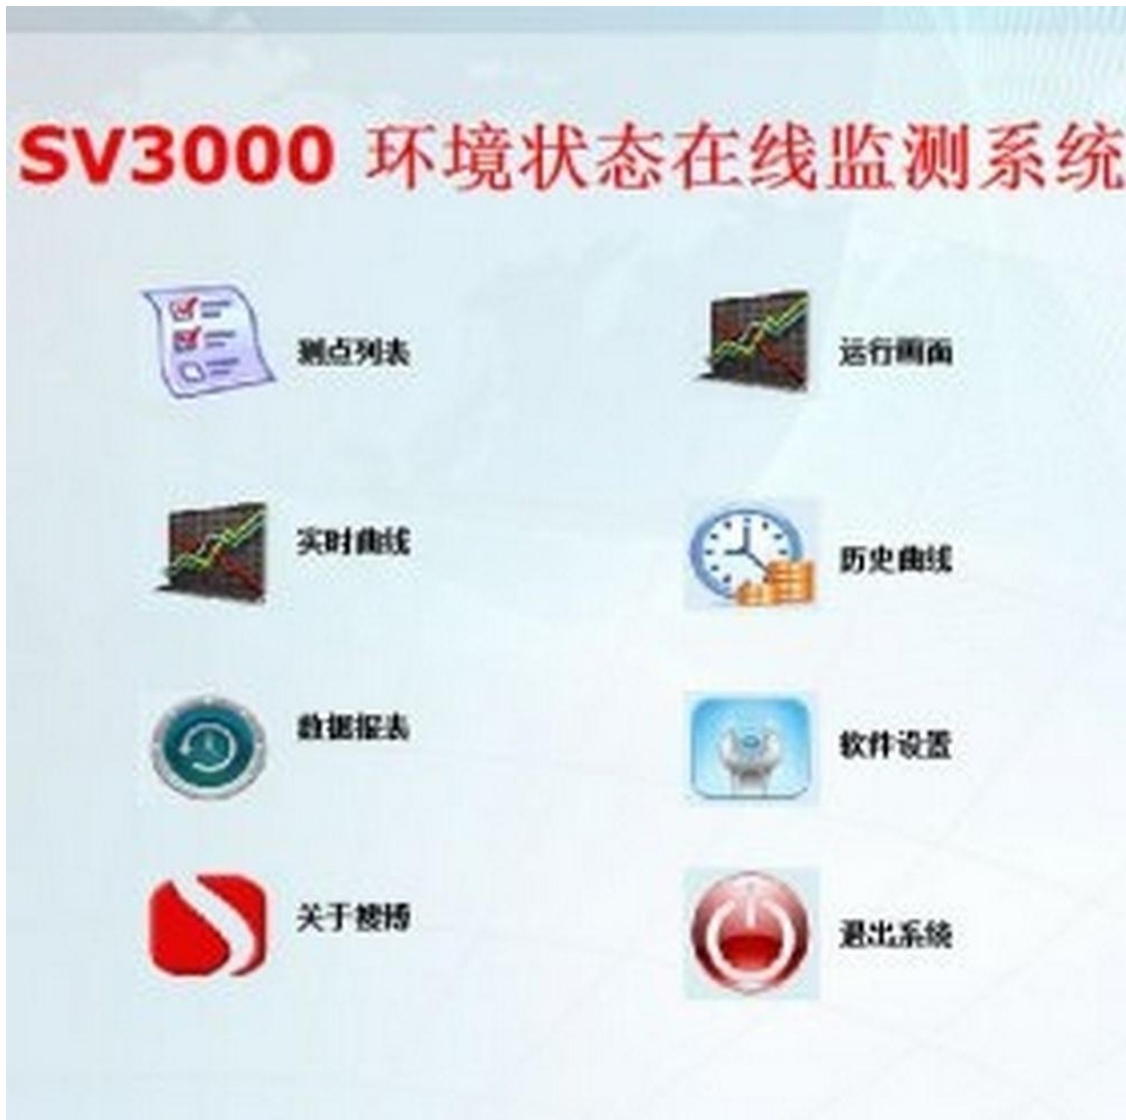 SV3000 环境状态在线监测系统
测点列表
运行画面
实时曲线
历史曲线
数据报表
软件设置
关于搜博
退出系统